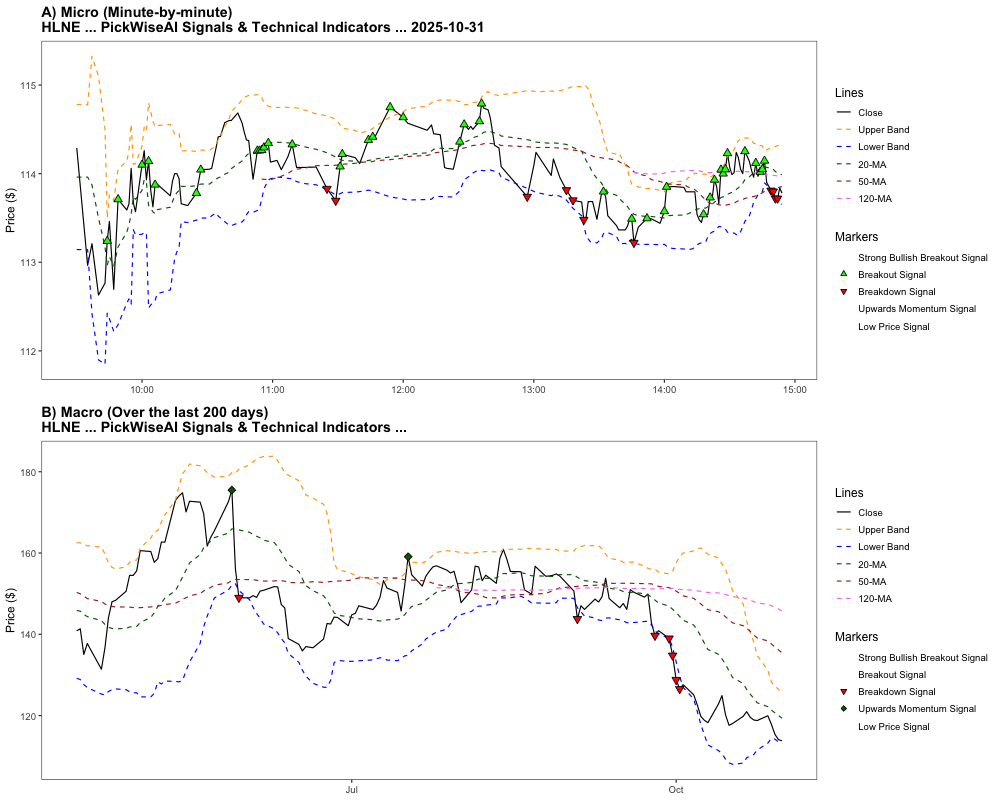 A) Micro (Minute-by-minute)
HLNE ... PickWiseAI Signals & Technical Indicators ... 2025-10-31
Price ($)
115
114
113
112
10:00
11:00
12:00
13:00
14:00
15:00
Lines
Close
Upper Band
Lower Band
20-MA
50-MA
120-MA
Markers
Strong Bullish Breakout Signal
Breakout Signal
Breakdown Signal
Upwards Momentum Signal
Low Price Signal
B) Macro (Over the last 200 days)
HLNE ... PickWiseAI Signals & Technical Indicators ...
Price ($)
180
160
140
120
Jul
Oct
Lines
Close
Upper Band
Lower Band
20-MA
50-MA
120-MA
Markers
Strong Bullish Breakout Signal
Breakout Signal
Breakdown Signal
Upwards Momentum Signal
Low Price Signal